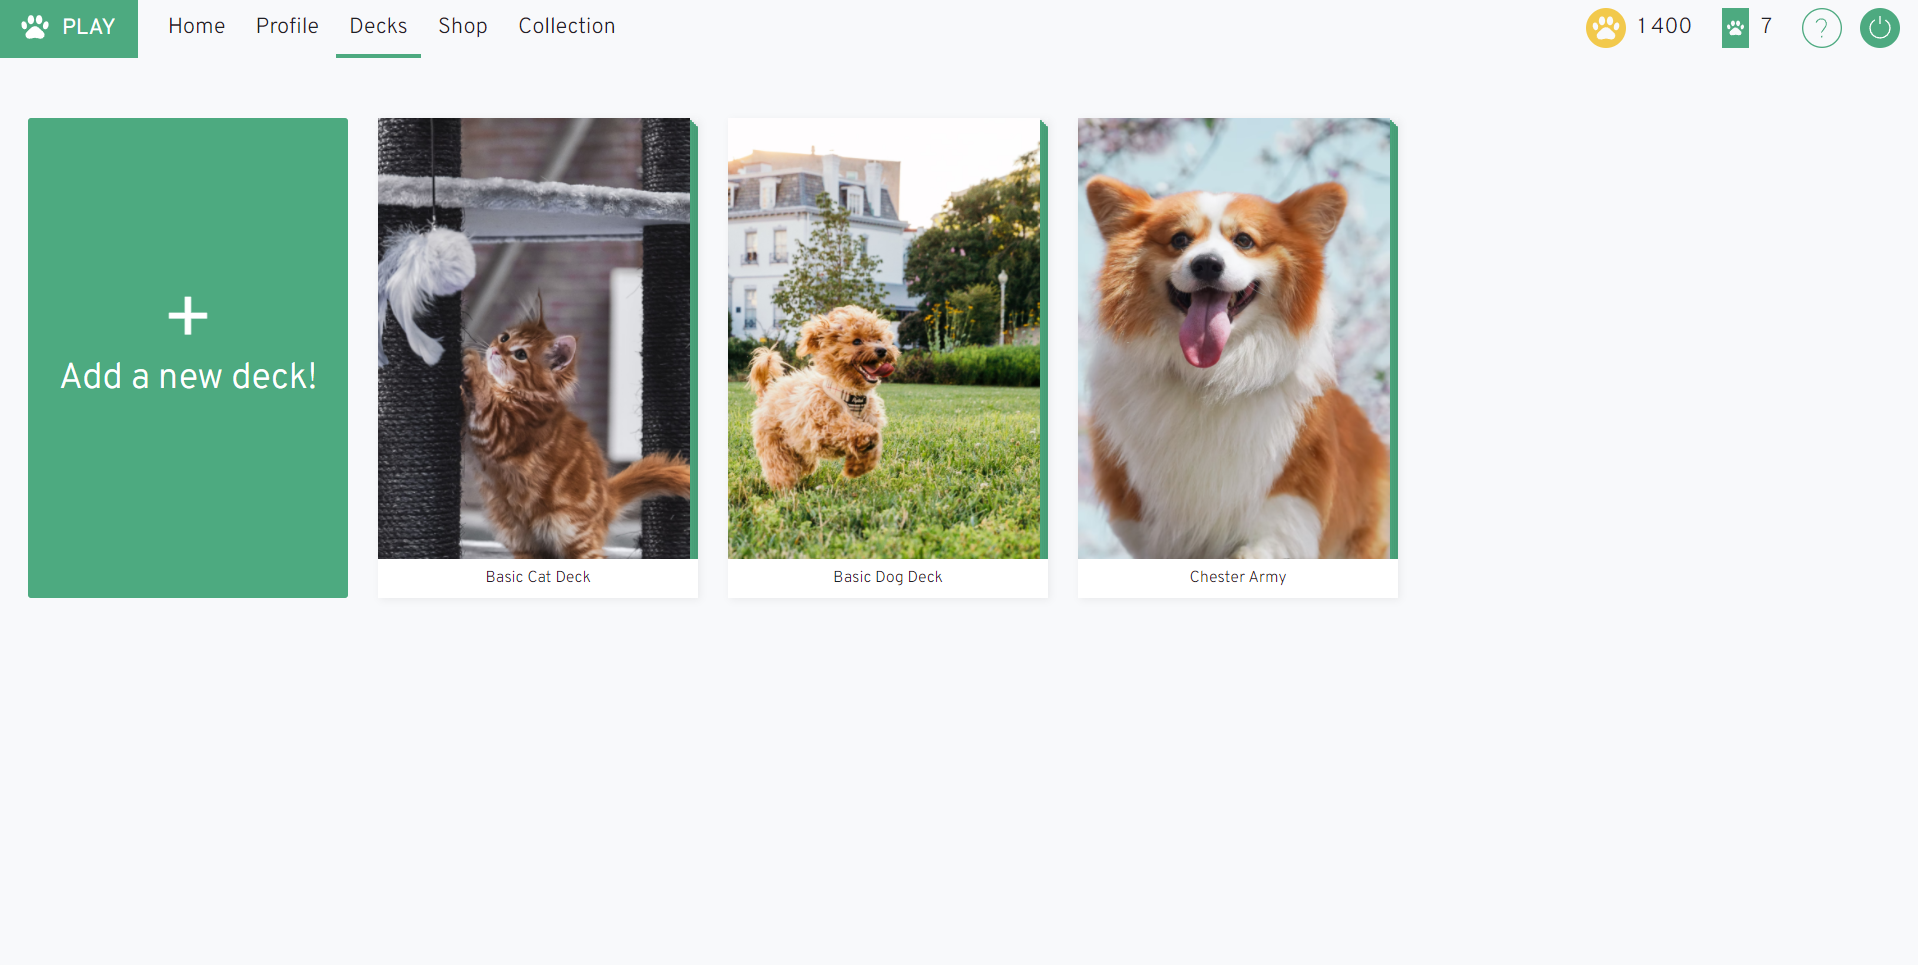 PLAY
Home
Profile
Decks
Shop
Collection
1 400
7
?
Add a new deck!
Basic Cat Deck
Basic Dog Deck
Chester Army